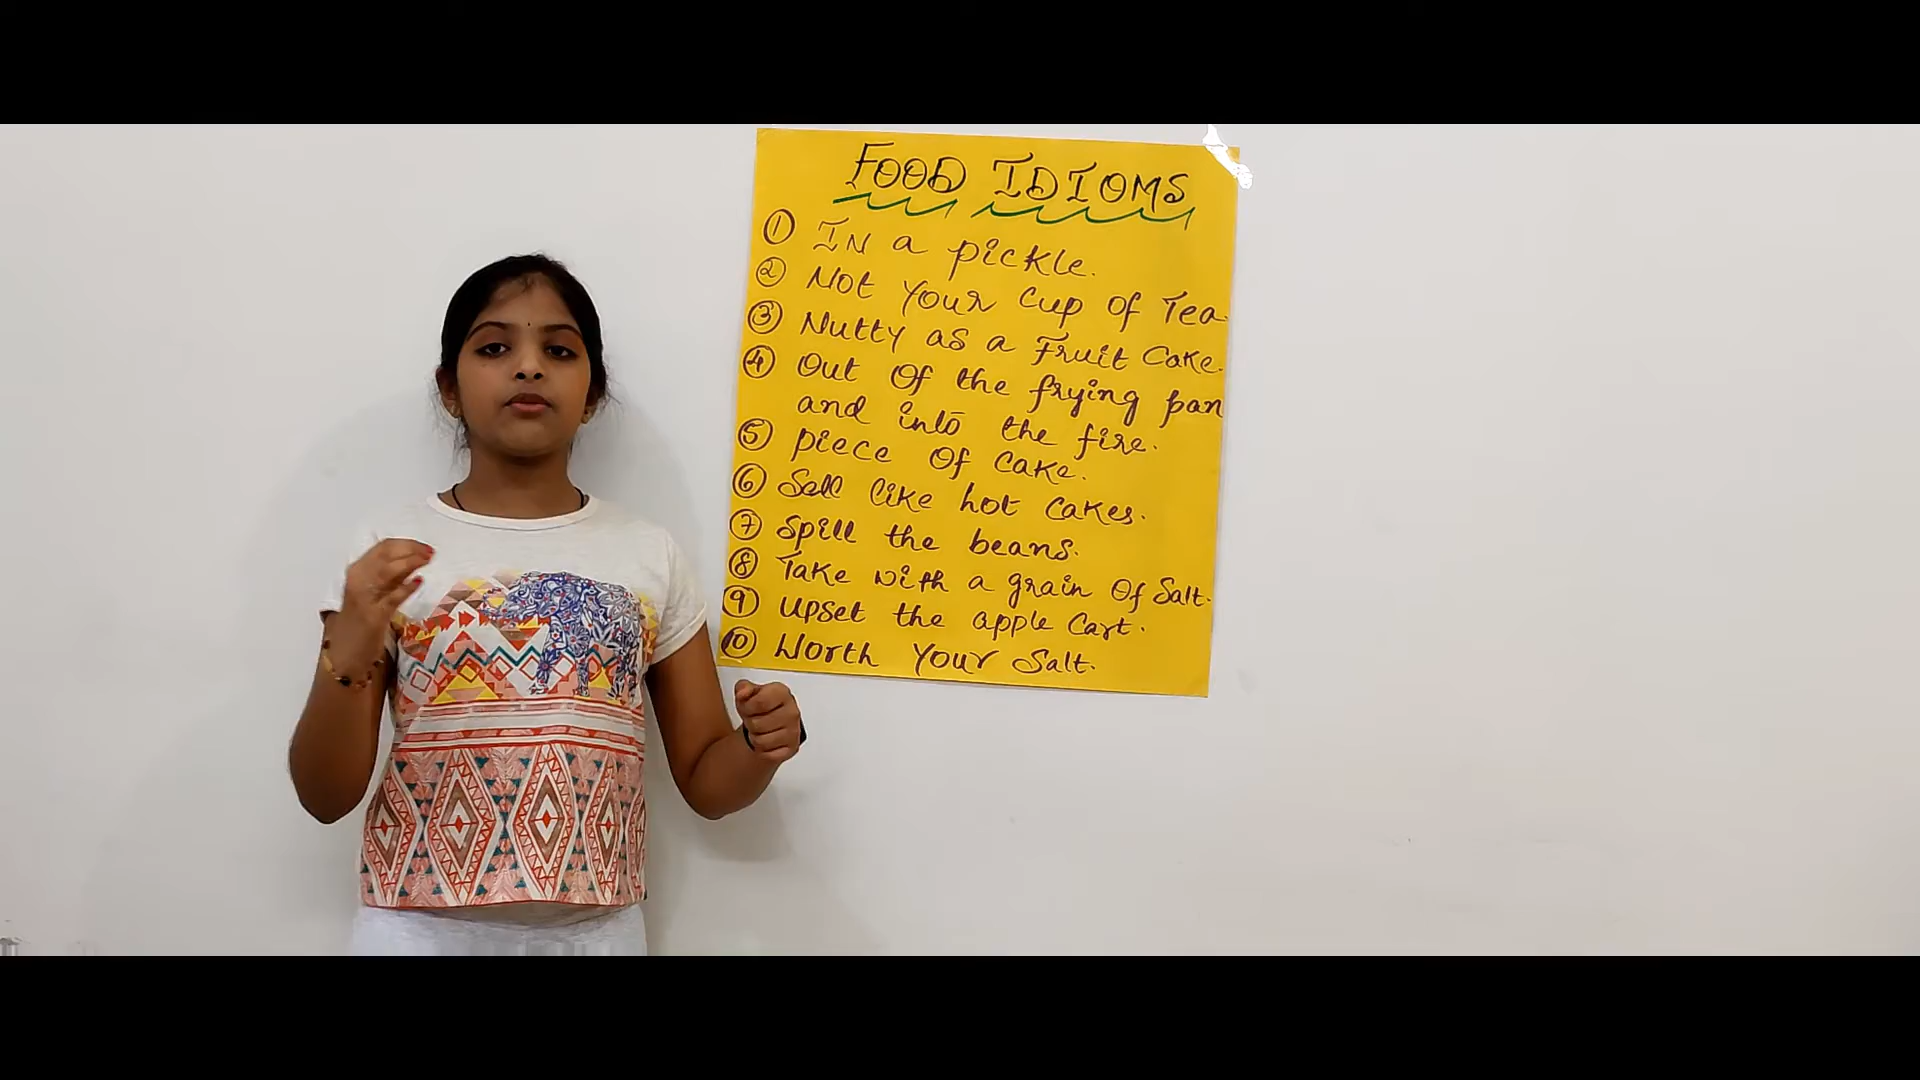 FOOD IDIOMS
① IN a pickle.
② Not Your Cup of Tea.
③ Nutty as a Fruit Cake.
④ Out Of the frying pan
and into the fire.
⑤ piece Of Cake.
⑥ Sell like hot Cakes.
⑦ Spill the beans.
⑧ Take with a grain Of Salt.
⑨ Upset the apple Cart.
⑩ Worth Your Salt.